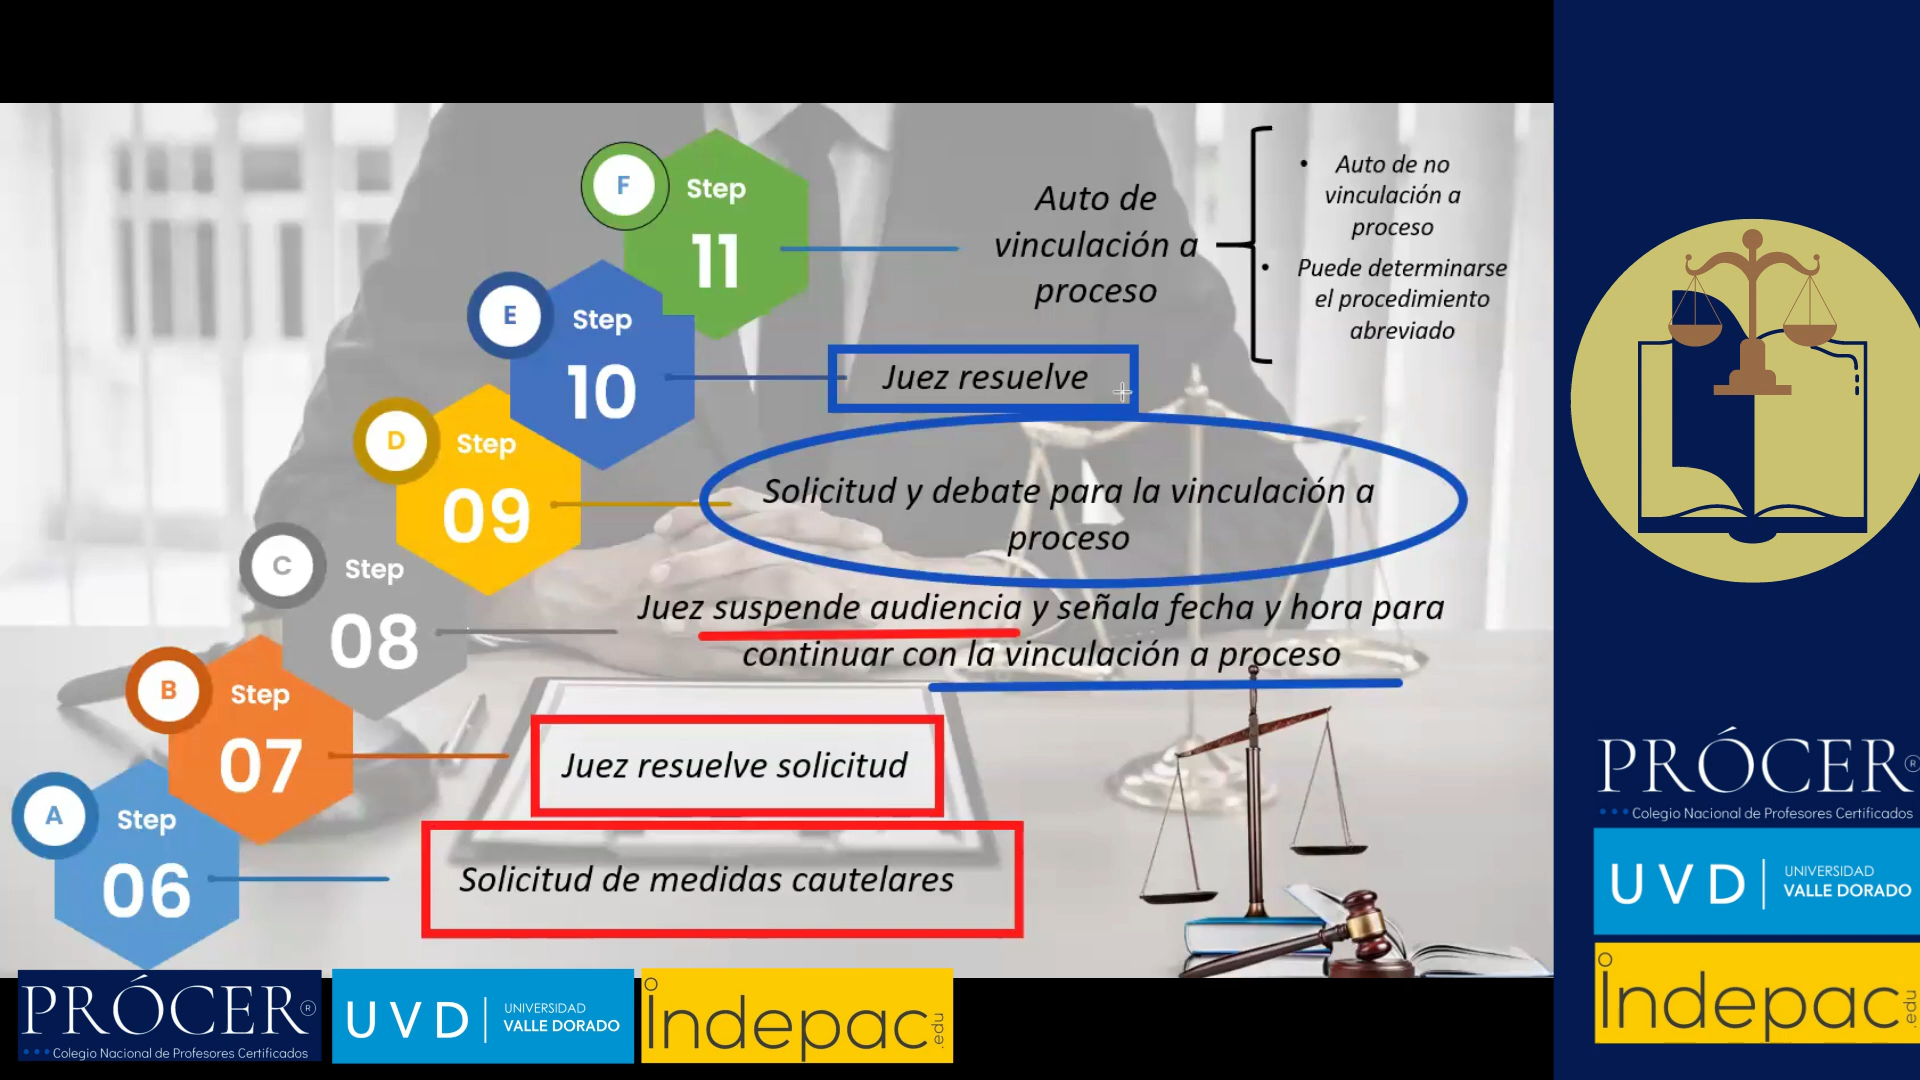 F
Step
11
Auto de
vinculación a
proceso
• Auto de no
vinculación a
proceso
• Puede determinarse
el procedimiento
abreviado
E
Step
10
Juez resuelve
D
Step
09
Solicitud y debate para la vinculación a
proceso
C
Step
08
Juez suspende audiencia y señala fecha y hora para
continuar con la vinculación a proceso
B
Step
07
Juez resuelve solicitud
A
Step
06
Solicitud de medidas cautelares
PRÓCER®
Colegio Nacional de Profesores Certificados
UVD
UNIVERSIDAD
VALLE DORADO
Indepac.edu
PRÓCER®
Colegio Nacional de Profesores Certificados
UVD
UNIVERSIDAD
VALLE DORADO
Indepac.edu